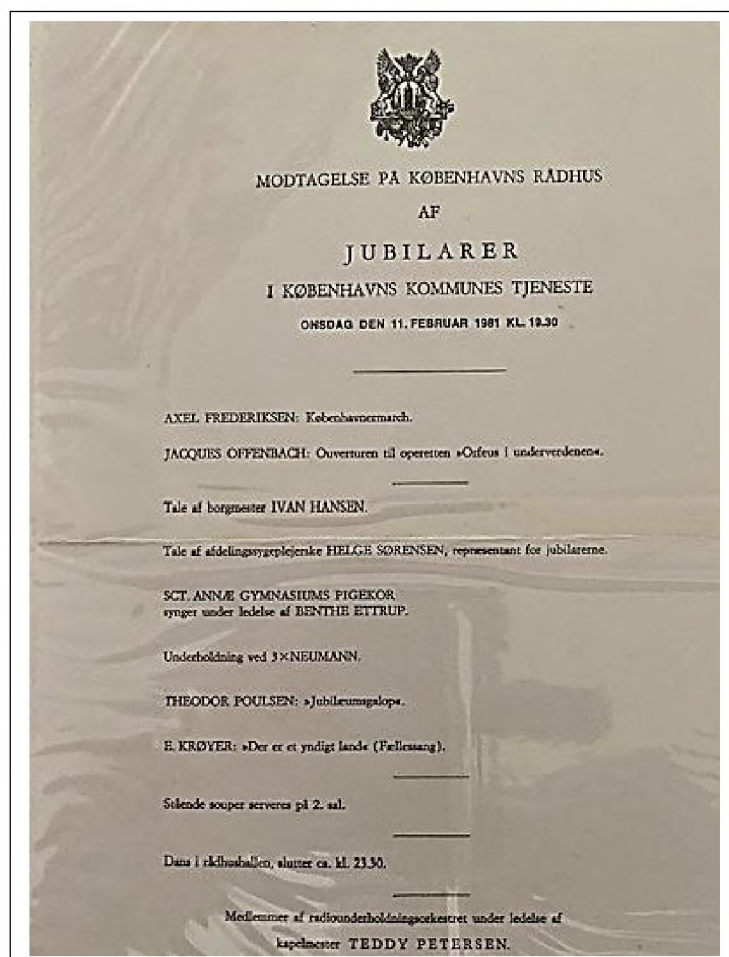 MODTAGELSE PÅ KØBENHAVNS RÅDHUS
AF
JUBILARER
I KØBENHAVNS KOMMUNES TJENESTE
ONSDAG DEN 11. FEBRUAR 1981 KL. 19.30
AXEL FREDERIKSEN: Københavnermarch.
JACQUES OFFENBACH: Ouverturen til operetten »Orfeus i underverdenen«.
Tale af borgmester IVAN HANSEN.
Tale af afdelingssygeplejerske HELGE SØRENSEN, repræsentant for jubilarerne.
SCT. ANNÆ GYMNASIUMS PIGEKOR
synger under ledelse af BENTHE ETTRUP.
Underholdning ved 3×NEUMANN.
THEODOR POULSEN: »Jubilæumsgalop«.
E. KRØYER: »Der er et yndigt land« (Fællessang).
Stående souper serveres på 2. sal.
Dans i rådhushallen, slutter ca. kl. 23.30.
Medlemmer af radiounderholdningsorkestret under ledelse af
kapelmester TEDDY PETERSEN.